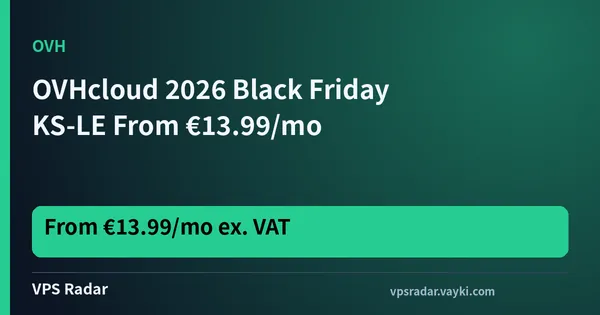 OVH
OVHcloud 2026 Black Friday
KS-LE From €13.99/mo
From €13.99/mo ex. VAT
VPS Radar
vpsradar.vayki.com